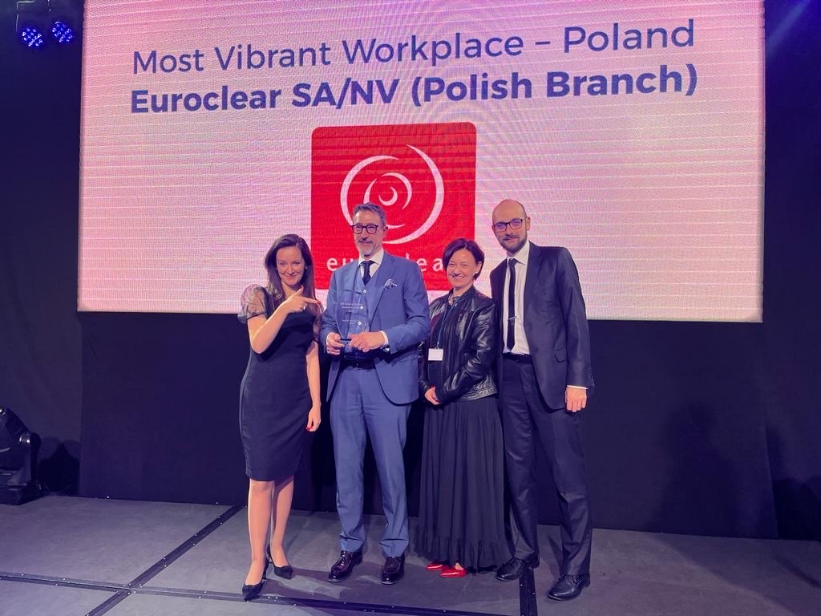 Most Vibrant Workplace – Poland
Euroclear SA/NV (Polish Branch)